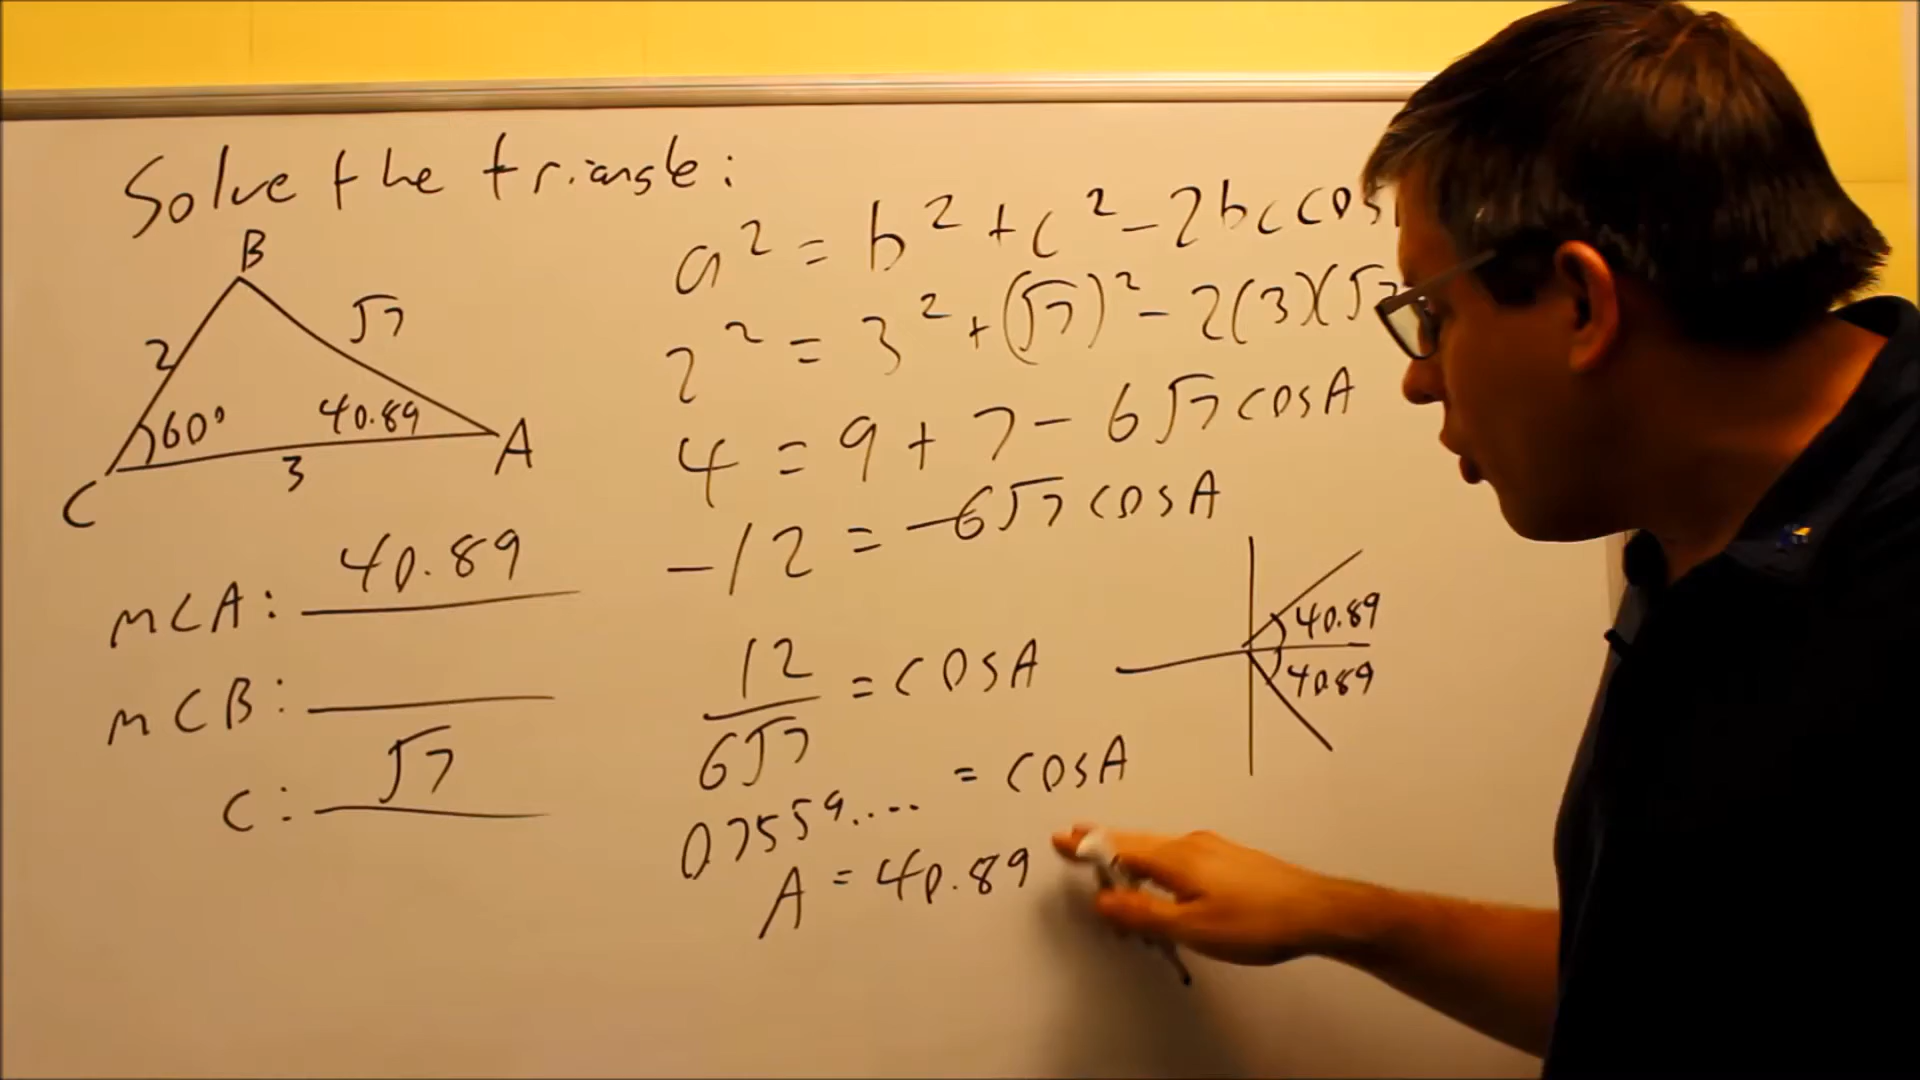 Solve the triangle:
B
2
√7
60°
40.89
C
3
A
m∠A: 40.89
m∠B:
c: √7
a² = b² + c² - 2bc cos
2² = 3² + (√7)² - 2(3)(√7
4 = 9 + 7 - 6√7 cos A
-12 = -6√7 cos A
12
= cos A
6√7
0.7559.... = cos A
A = 40.89
40.89
40.89